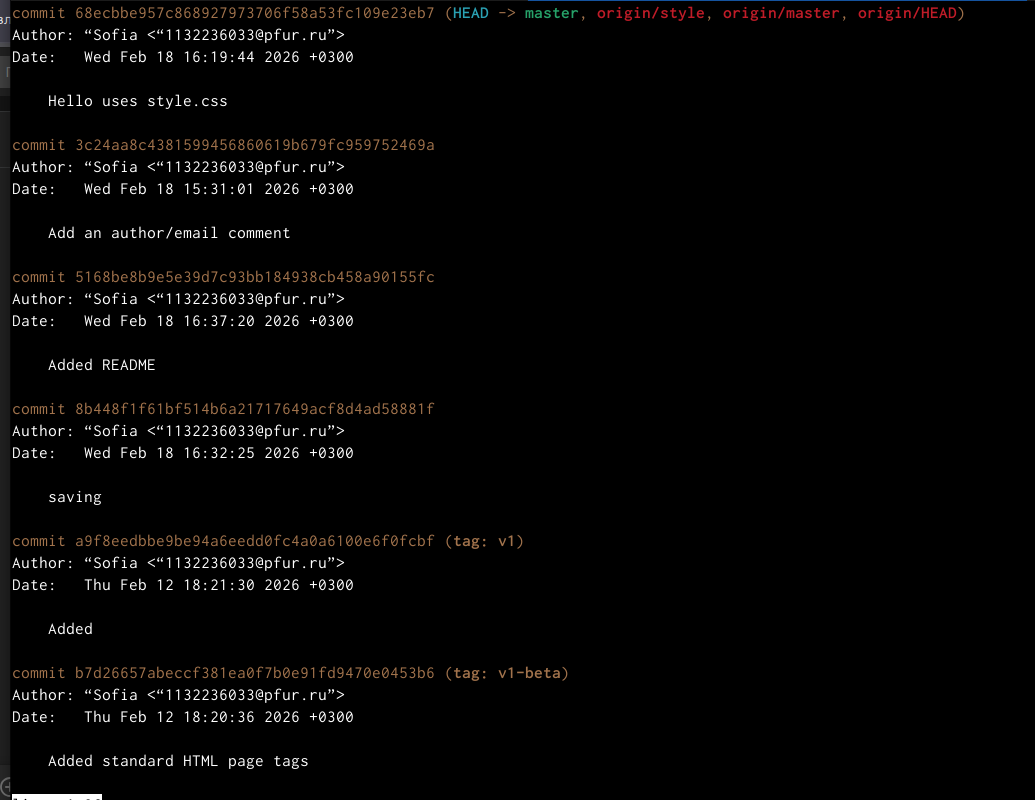 commit 68ecbbe957c868927973706f58a53fc109e23eb7 (HEAD -> master, origin/style, origin/master, origin/HEAD)
Author: “Sofia <“1132236033@pfur.ru”>
Date:   Wed Feb 18 16:19:44 2026 +0300
Hello uses style.css
commit 3c24aa8c4381599456860619b679fc959752469a
Author: “Sofia <“1132236033@pfur.ru”>
Date:   Wed Feb 18 15:31:01 2026 +0300
Add an author/email comment
commit 5168be8b9e5e39d7c93bb184938cb458a90155fc
Author: “Sofia <“1132236033@pfur.ru”>
Date:   Wed Feb 18 16:37:20 2026 +0300
Added README
commit 8b448f1f61bf514b6a21717649acf8d4ad58881f
Author: “Sofia <“1132236033@pfur.ru”>
Date:   Wed Feb 18 16:32:25 2026 +0300
saving
commit a9f8eedbbe9be94a6eedd0fc4a0a6100e6f0fcbf (tag: v1)
Author: “Sofia <“1132236033@pfur.ru”>
Date:   Thu Feb 12 18:21:30 2026 +0300
Added
commit b7d26657abeccf381ea0f7b0e91fd9470e0453b6 (tag: v1-beta)
Author: “Sofia <“1132236033@pfur.ru”>
Date:   Thu Feb 12 18:20:36 2026 +0300
Added standard HTML page tags